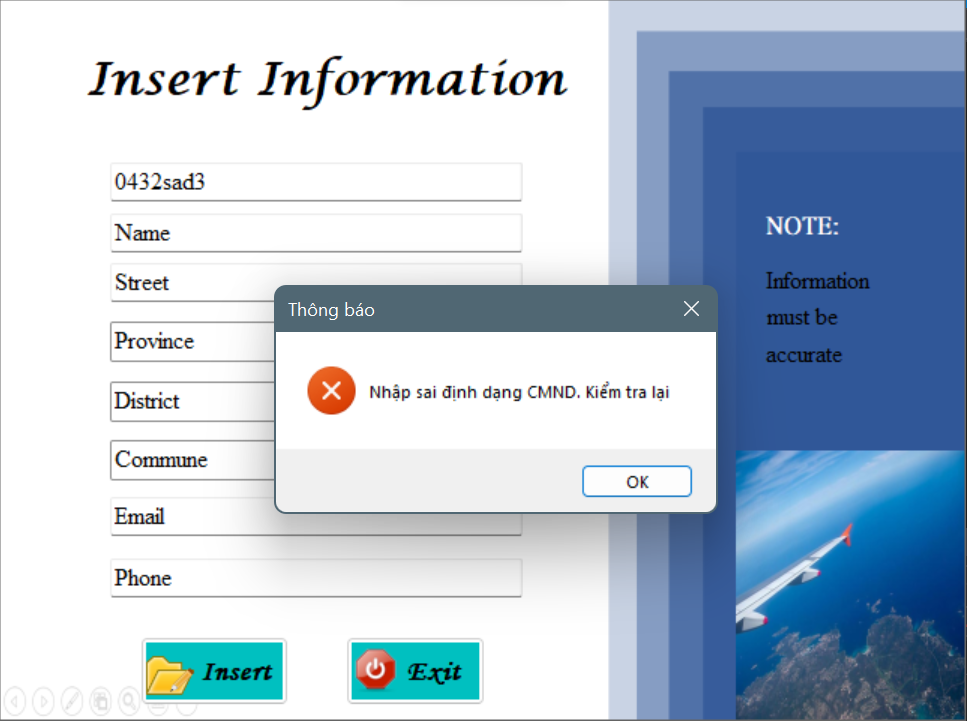 Insert Information
0432sad3
Name
Street
Province
District
Commune
Email
Phone
Insert
Exit
Thông báo
Nhập sai định dạng CMND. Kiểm tra lại
OK
NOTE:
Information
must be
accurate